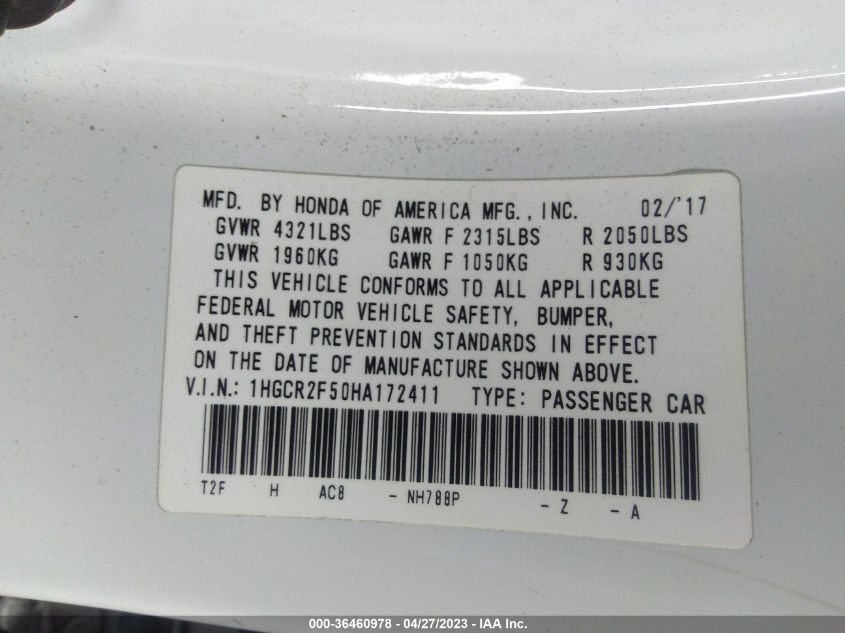 MFD. BY HONDA OF AMERICA MFG., INC. 02/'17
GVWR 4321LBS GAWR F 2315LBS R 2050LBS
GVWR 1960KG GAWR F 1050KG R 930KG
THIS VEHICLE CONFORMS TO ALL APPLICABLE
FEDERAL MOTOR VEHICLE SAFETY, BUMPER,
AND THEFT PREVENTION STANDARDS IN EFFECT
ON THE DATE OF MANUFACTURE SHOWN ABOVE.
V.I.N.: 1HGCR2F50HA172411 TYPE: PASSENGER CAR
T2F H AC8 - NH788P - Z - A
000-36460978 - 04/27/2023 - IAA Inc.